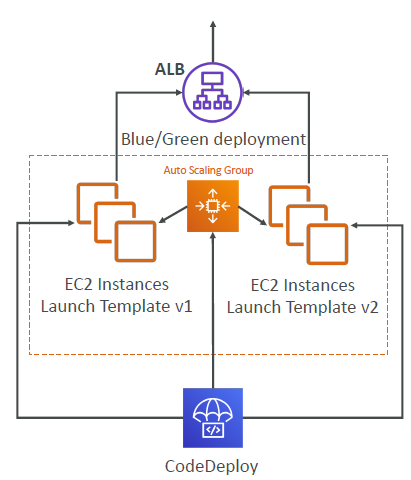 ALB
Blue/Green deployment
Auto Scaling Group
EC2 Instances
Launch Template v1
EC2 Instances
Launch Template v2
</>
CodeDeploy